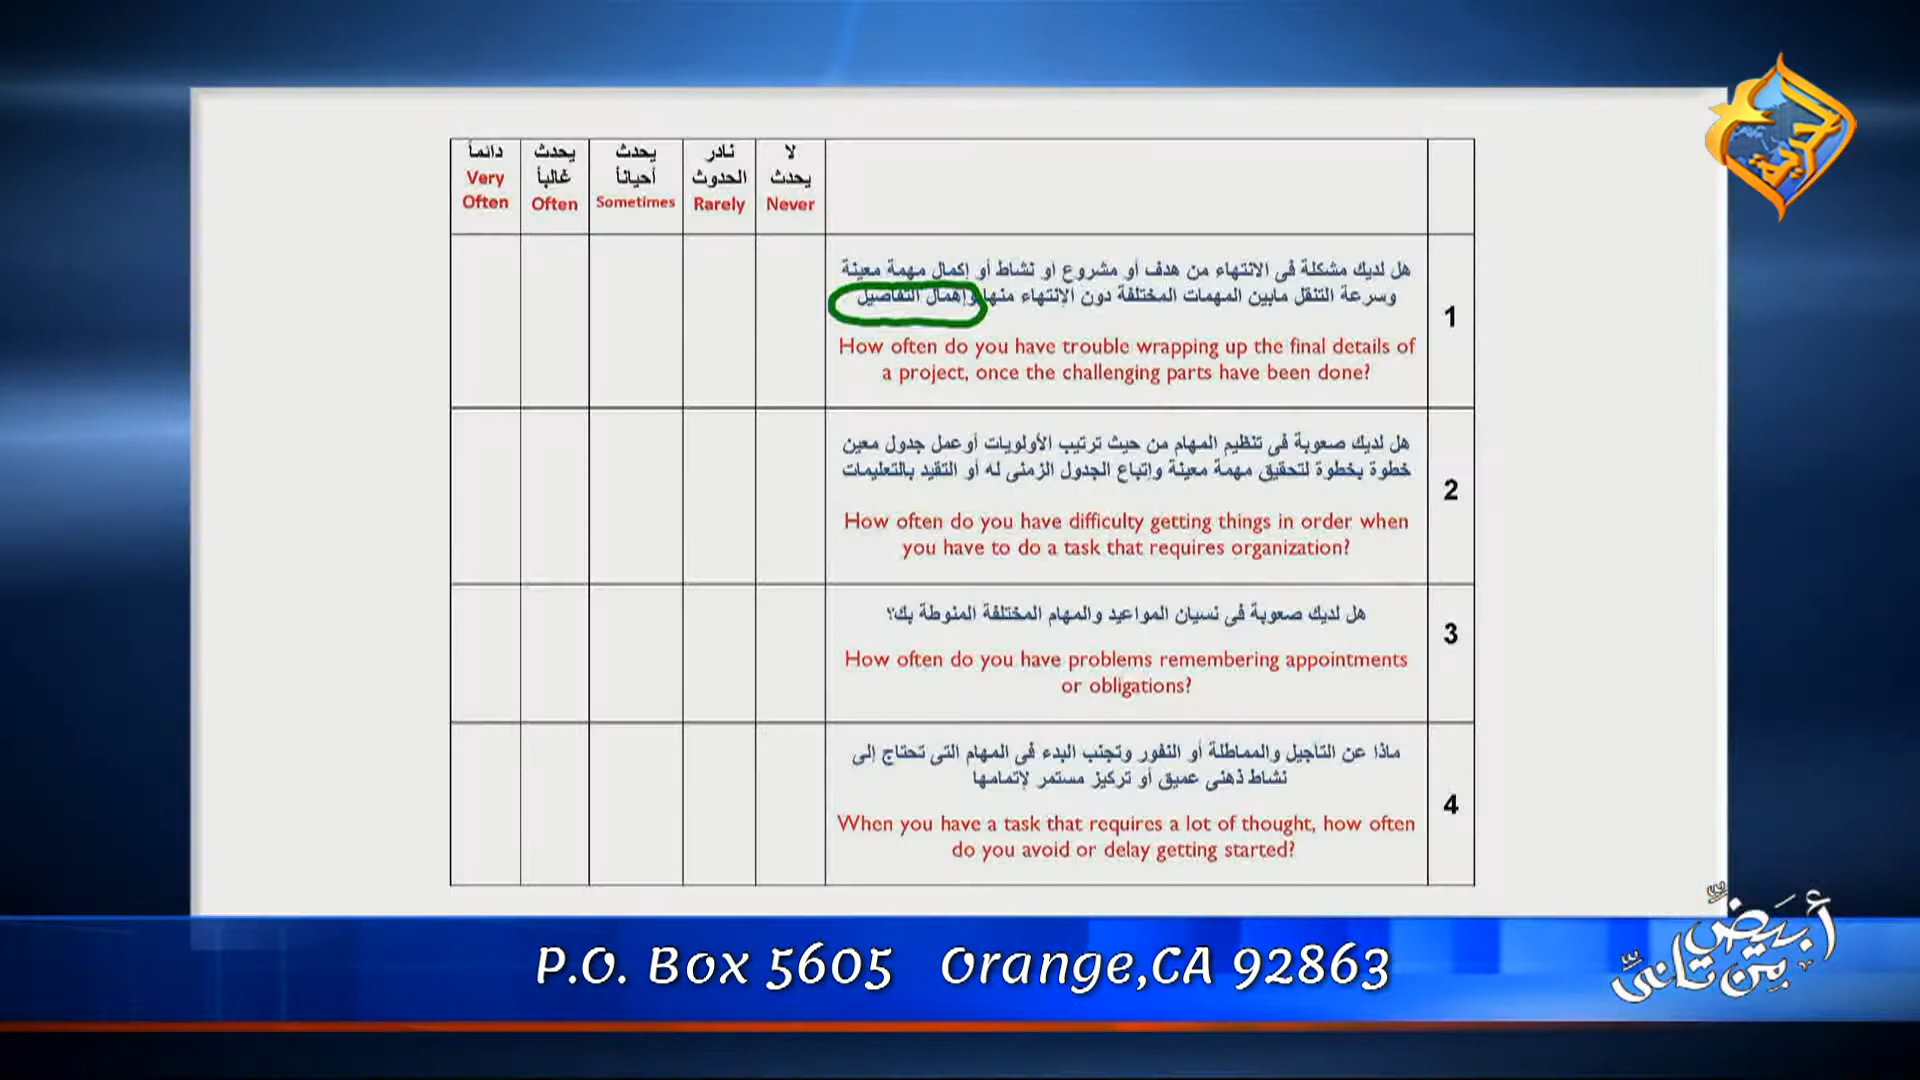 لا
يحدث
Never
نادر
الحدوث
Rarely
يحدث
أحياناً
Sometimes
يحدث
غالباً
Often
دائماً
Very
Often
1
هل لديك مشكلة فى الانتهاء من هدف أو مشروع او نشاط أو إكمال مهمة معينة
وسرعة التنقل مابين المهمات المختلفة دون الإنتهاء منها وإهمال التفاصيل
How often do you have trouble wrapping up the final details of
a project, once the challenging parts have been done?
2
هل لديك صعوبة فى تنظيم المهام من حيث ترتيب الأولويات أوعمل جدول معين
خطوة بخطوة لتحقيق مهمة معينة وإتباع الجدول الزمنى له أو التقيد بالتعليمات
How often do you have difficulty getting things in order when
you have to do a task that requires organization?
3
هل لديك صعوبة فى نسيان المواعيد والمهام المختلفة المنوطة بك؟
How often do you have problems remembering appointments
or obligations?
4
ماذا عن التأجيل والمماطلة أو النفور وتجنب البدء فى المهام التى تحتاج إلى
نشاط ذهنى عميق أو تركيز مستمر لإتمامها
When you have a task that requires a lot of thought, how often
do you avoid or delay getting started?
الحرية
P.O. Box 5605 Orange,CA 92863
أبيَضّ
مِن تانىّ